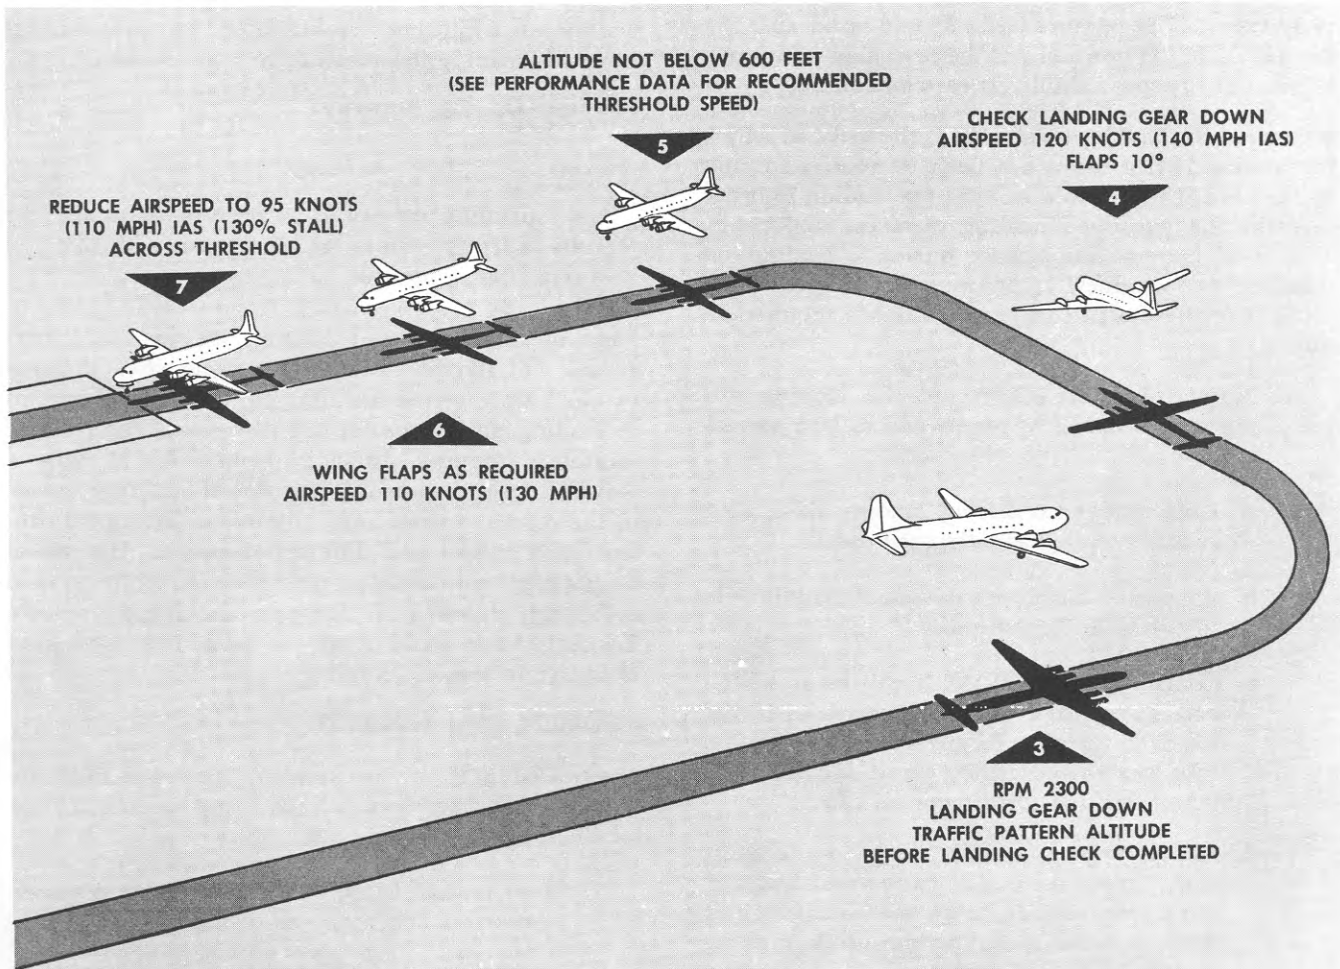 ALTITUDE NOT BELOW 600 FEET
(SEE PERFORMANCE DATA FOR RECOMMENDED
THRESHOLD SPEED)
5
CHECK LANDING GEAR DOWN
AIRSPEED 120 KNOTS (140 MPH IAS)
FLAPS 10°
4
REDUCE AIRSPEED TO 95 KNOTS
(110 MPH) IAS (130% STALL)
ACROSS THRESHOLD
7
6
WING FLAPS AS REQUIRED
AIRSPEED 110 KNOTS (130 MPH)
3
RPM 2300
LANDING GEAR DOWN
TRAFFIC PATTERN ALTITUDE
BEFORE LANDING CHECK COMPLETED